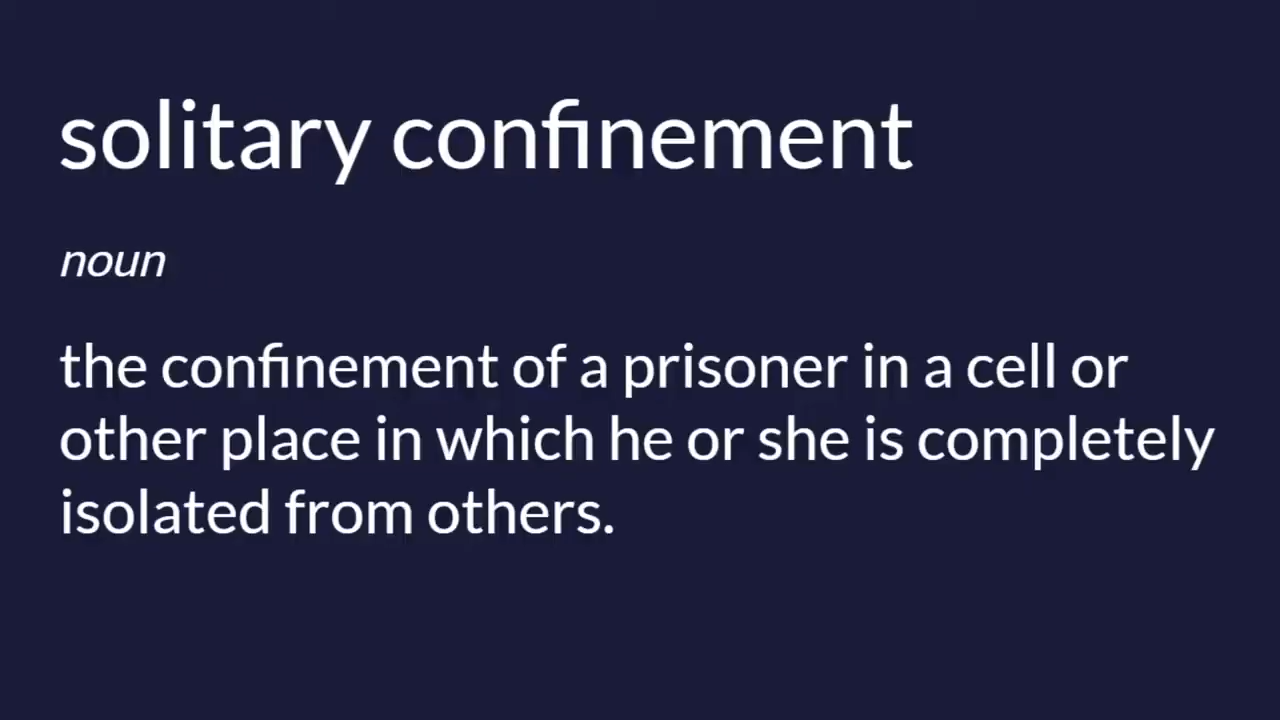 solitary confinement
noun
the confinement of a prisoner in a cell or
other place in which he or she is completely
isolated from others.